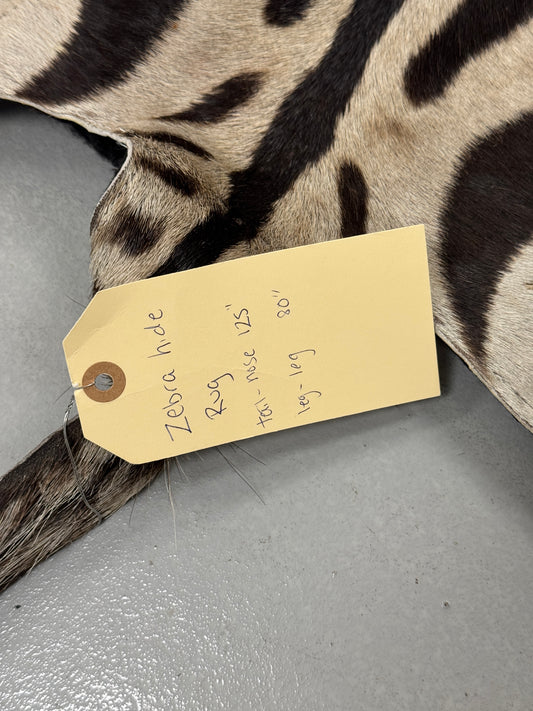 Zebra hide
Rug
tail-nose 125"
leg-leg 80"